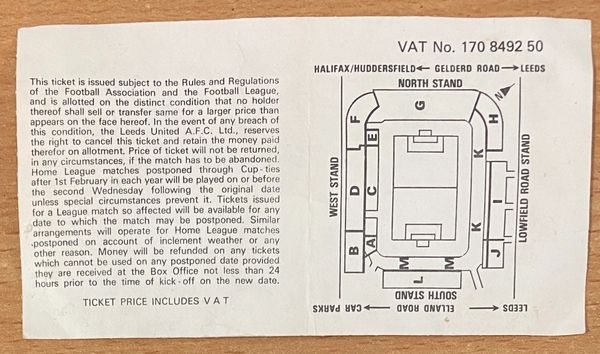 This ticket is issued subject to the Rules and Regulations
of the Football Association and the Football League,
and is allotted on the distinct condition that no holder
thereof shall sell or transfer same for a larger price than
appears on the face hereof. In the event of any breach of
this condition, the Leeds United A.F.C. Ltd., reserves
the right to cancel this ticket and retain the money paid
therefor on allotment. Price of ticket will not be returned,
in any circumstances, if the match has to be abandoned.
Home League matches postponed through Cup-ties
after 1st February in each year will be played on or before
the second Wednesday following the original date
unless special circumstances prevent it. Tickets issued
for a League match so affected will be available for any
date to which the match may be postponed. Similar
arrangements will operate for Home League matches
postponed on account of inclement weather or any
other reason. Money will be refunded on any tickets
which cannot be used on any postponed date provided
they are received at the Box Office not less than 24
hours prior to the time of kick-off on the new date.
TICKET PRICE INCLUDES V A T
VAT No. 170 8492 50
HALIFAX/HUDDERSFIELD← GELDERD ROAD→LEEDS
NORTH STAND
N
F
G
H
E
K
WEST STAND
D
C
I
LOWFIELD ROAD STAND
K
B
A
J
M
M
L
SOUTH STAND
CAR PARKS ← ELLAND ROAD → LEEDS